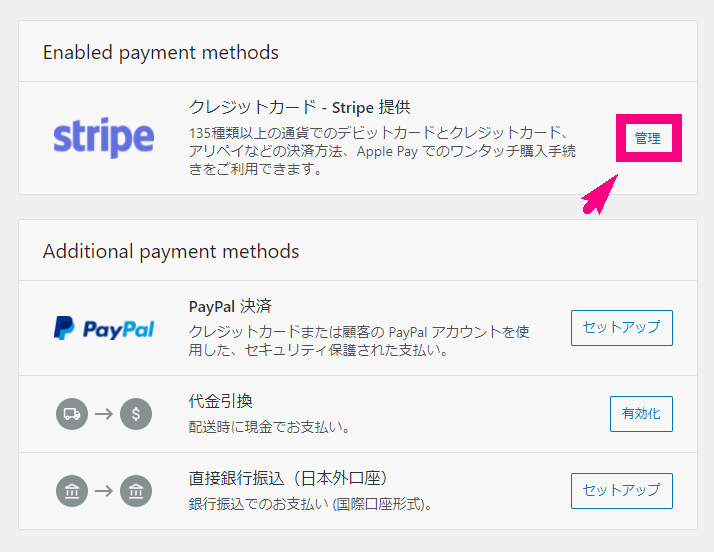 Enabled payment methods
stripe
クレジットカード - Stripe 提供
135種類以上の通貨でのデビットカードとクレジットカード、
アリペイなどの決済方法、Apple Pay でのワンタッチ購入手続
きをご利用できます。
管理
Additional payment methods
PayPal
PayPal 決済
クレジットカードまたは顧客の PayPal アカウントを使
用した、セキュリティ保護された支払い。
セットアップ
$
代金引換
配送時に現金でお支払い。
有効化
直接銀行振込（日本外口座）
銀行振込でのお支払い (国際口座形式)。
セットアップ